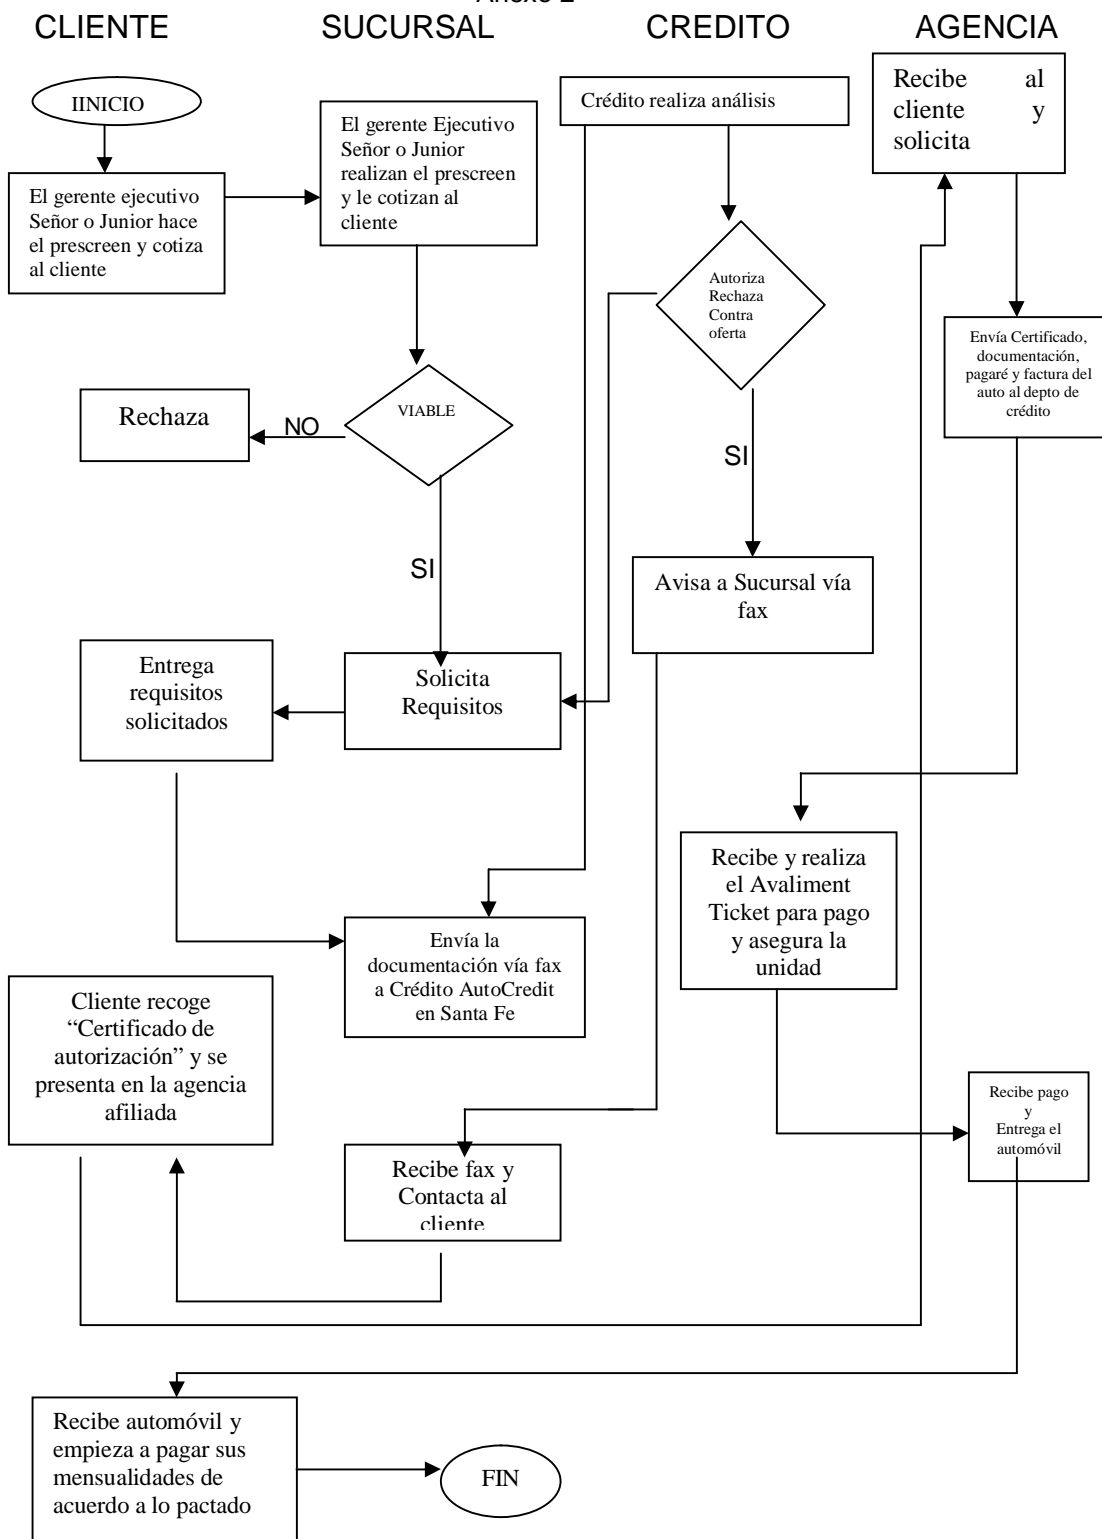 Anexo 2
CLIENTE SUCURSAL CREDITO AGENCIA
IINICIO
El gerente ejecutivo
Señor o Junior hace
el prescreen y cotiza
al cliente
El gerente Ejecutivo
Señor o Junior
realizan el prescreen
y le cotizan al
cliente
Crédito realiza análisis
Recibe al
cliente y
solicita
Autoriza
Rechaza
Contra
oferta
Envía Certificado,
documentación,
pagaré y factura del
auto al depto de
crédito
Rechaza
NO
VIABLE
SI
SI
Avisa a Sucursal vía
fax
Entrega
requisitos
solicitados
Solicita
Requisitos
Recibe y realiza
el Avaliment
Ticket para pago
y asegura la
unidad
Envía la
documentación vía fax
a Crédito AutoCredit
en Santa Fe
Cliente recoge
“Certificado de
autorización” y se
presenta en la agencia
afiliada
Recibe pago
y
Entrega el
automóvil
Recibe fax y
Contacta al
cliente
Recibe automóvil y
empieza a pagar sus
mensualidades de
acuerdo a lo pactado
FIN